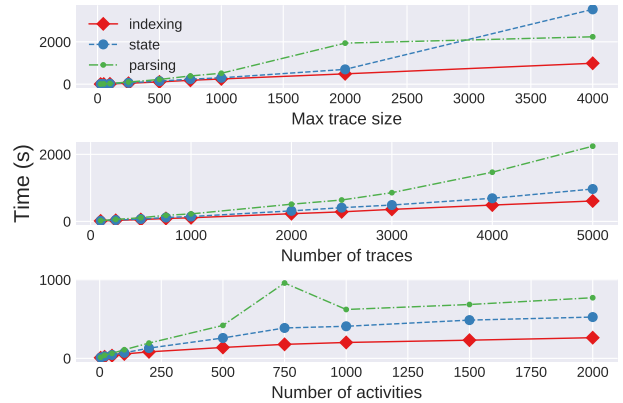 indexing
state
parsing
2000
0
0 500 1000 1500 2000 2500 3000 3500 4000
Max trace size
Time (s)
2000
0
0 1000 2000 3000 4000 5000
Number of traces
1000
500
0
0 250 500 750 1000 1250 1500 1750 2000
Number of activities